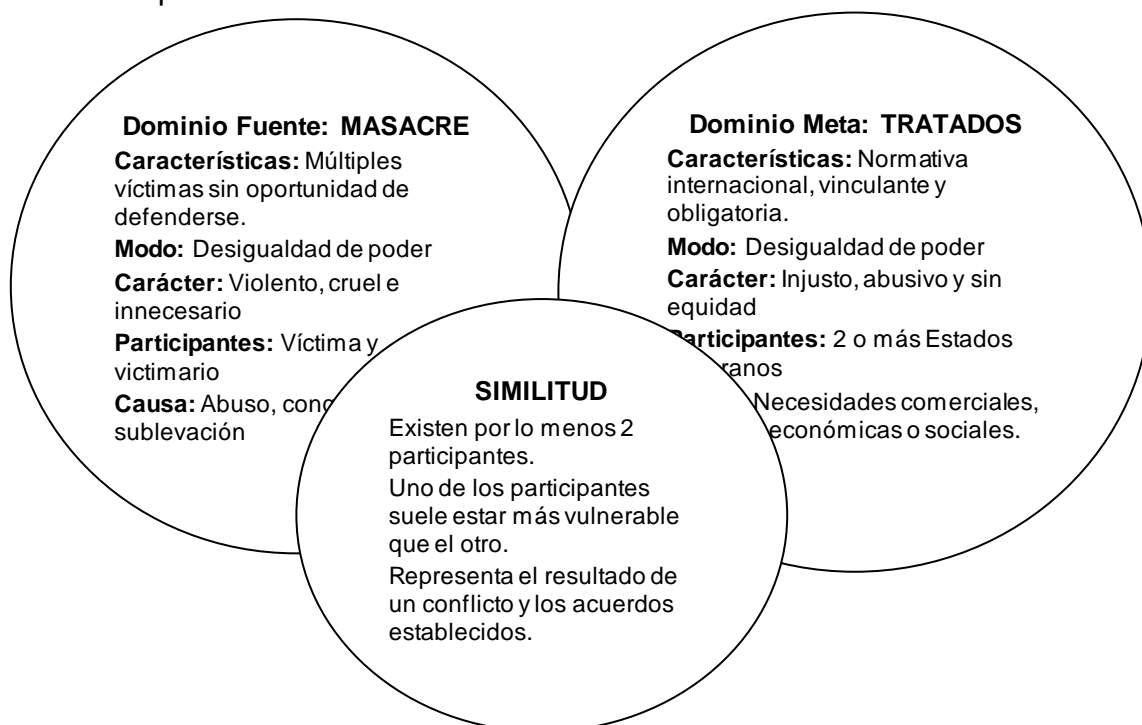 Dominio Fuente: MASACRE
Características: Múltiples
víctimas sin oportunidad de
defenderse.
Modo: Desigualdad de poder
Carácter: Violento, cruel e
innecesario
Participantes: Víctima y
victimario
Causa: Abuso,
sublevación
Dominio Meta: TRATADOS
Características: Normativa
internacional, vinculante y
obligatoria.
Modo: Desigualdad de poder
Carácter: Injusto, abusivo y sin
equidad
Participantes: 2 o más Estados
Necesidades comerciales,
económicas o sociales.
SIMILITUD
Existen por lo menos 2
participantes.
Uno de los participantes
suele estar más vulnerable
que el otro.
Representa el resultado de
un conflicto y los acuerdos
establecidos.